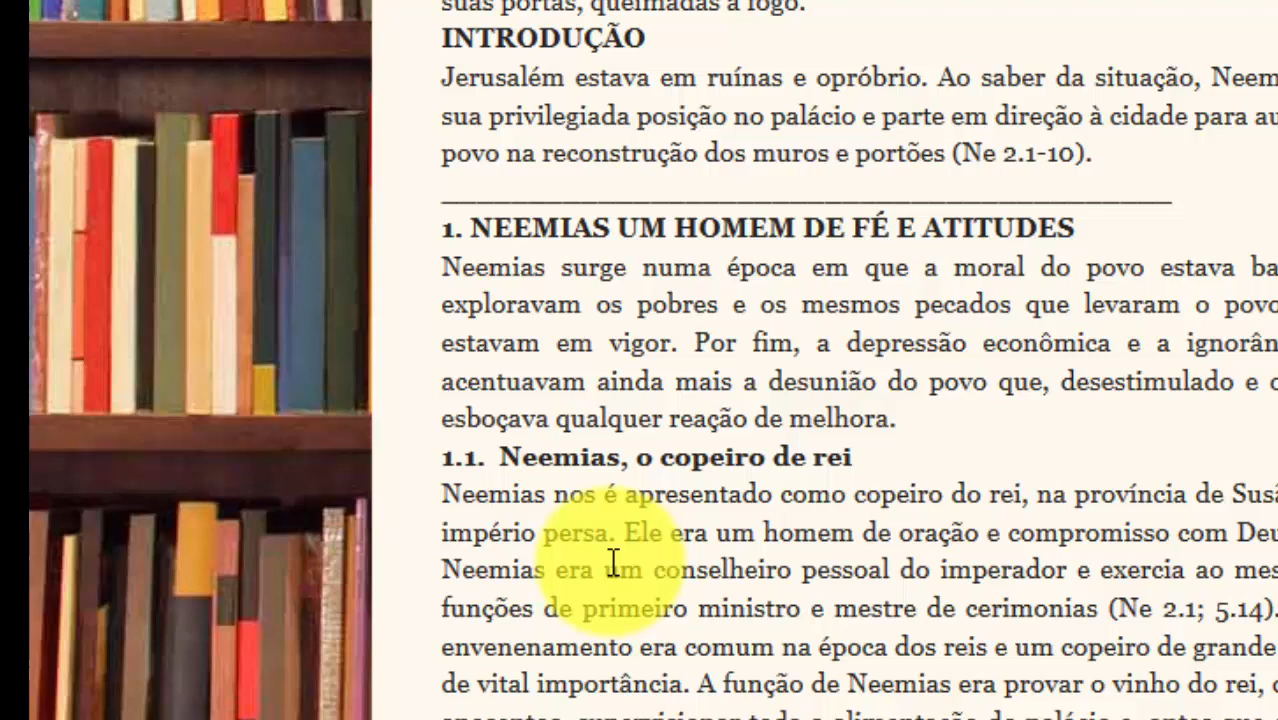 suas portas, queimadas a fogo.
INTRODUÇÃO
Jerusalém estava em ruínas e opróbrio. Ao saber da situação, Neem
sua privilegiada posição no palácio e parte em direção à cidade para au
povo na reconstrução dos muros e portões (Ne 2.1-10).
1. NEEMIAS UM HOMEM DE FÉ E ATITUDES
Neemias surge numa época em que a moral do povo estava ba
exploravam os pobres e os mesmos pecados que levaram o povo
estavam em vigor. Por fim, a depressão econômica e a ignorân
acentuavam ainda mais a desunião do povo que, desestimulado e
esboçava qualquer reação de melhora.
1.1. Neemias, o copeiro de rei
Neemias nos é apresentado como copeiro do rei, na província de Susã
império persa. Ele era um homem de oração e compromisso com Deu
Neemias era um conselheiro pessoal do imperador e exercia ao mes
funções de primeiro ministro e mestre de cerimonias (Ne 2.1; 5.14).
envenenamento era comum na época dos reis e um copeiro de grande
de vital importância. A função de Neemias era provar o vinho do rei,